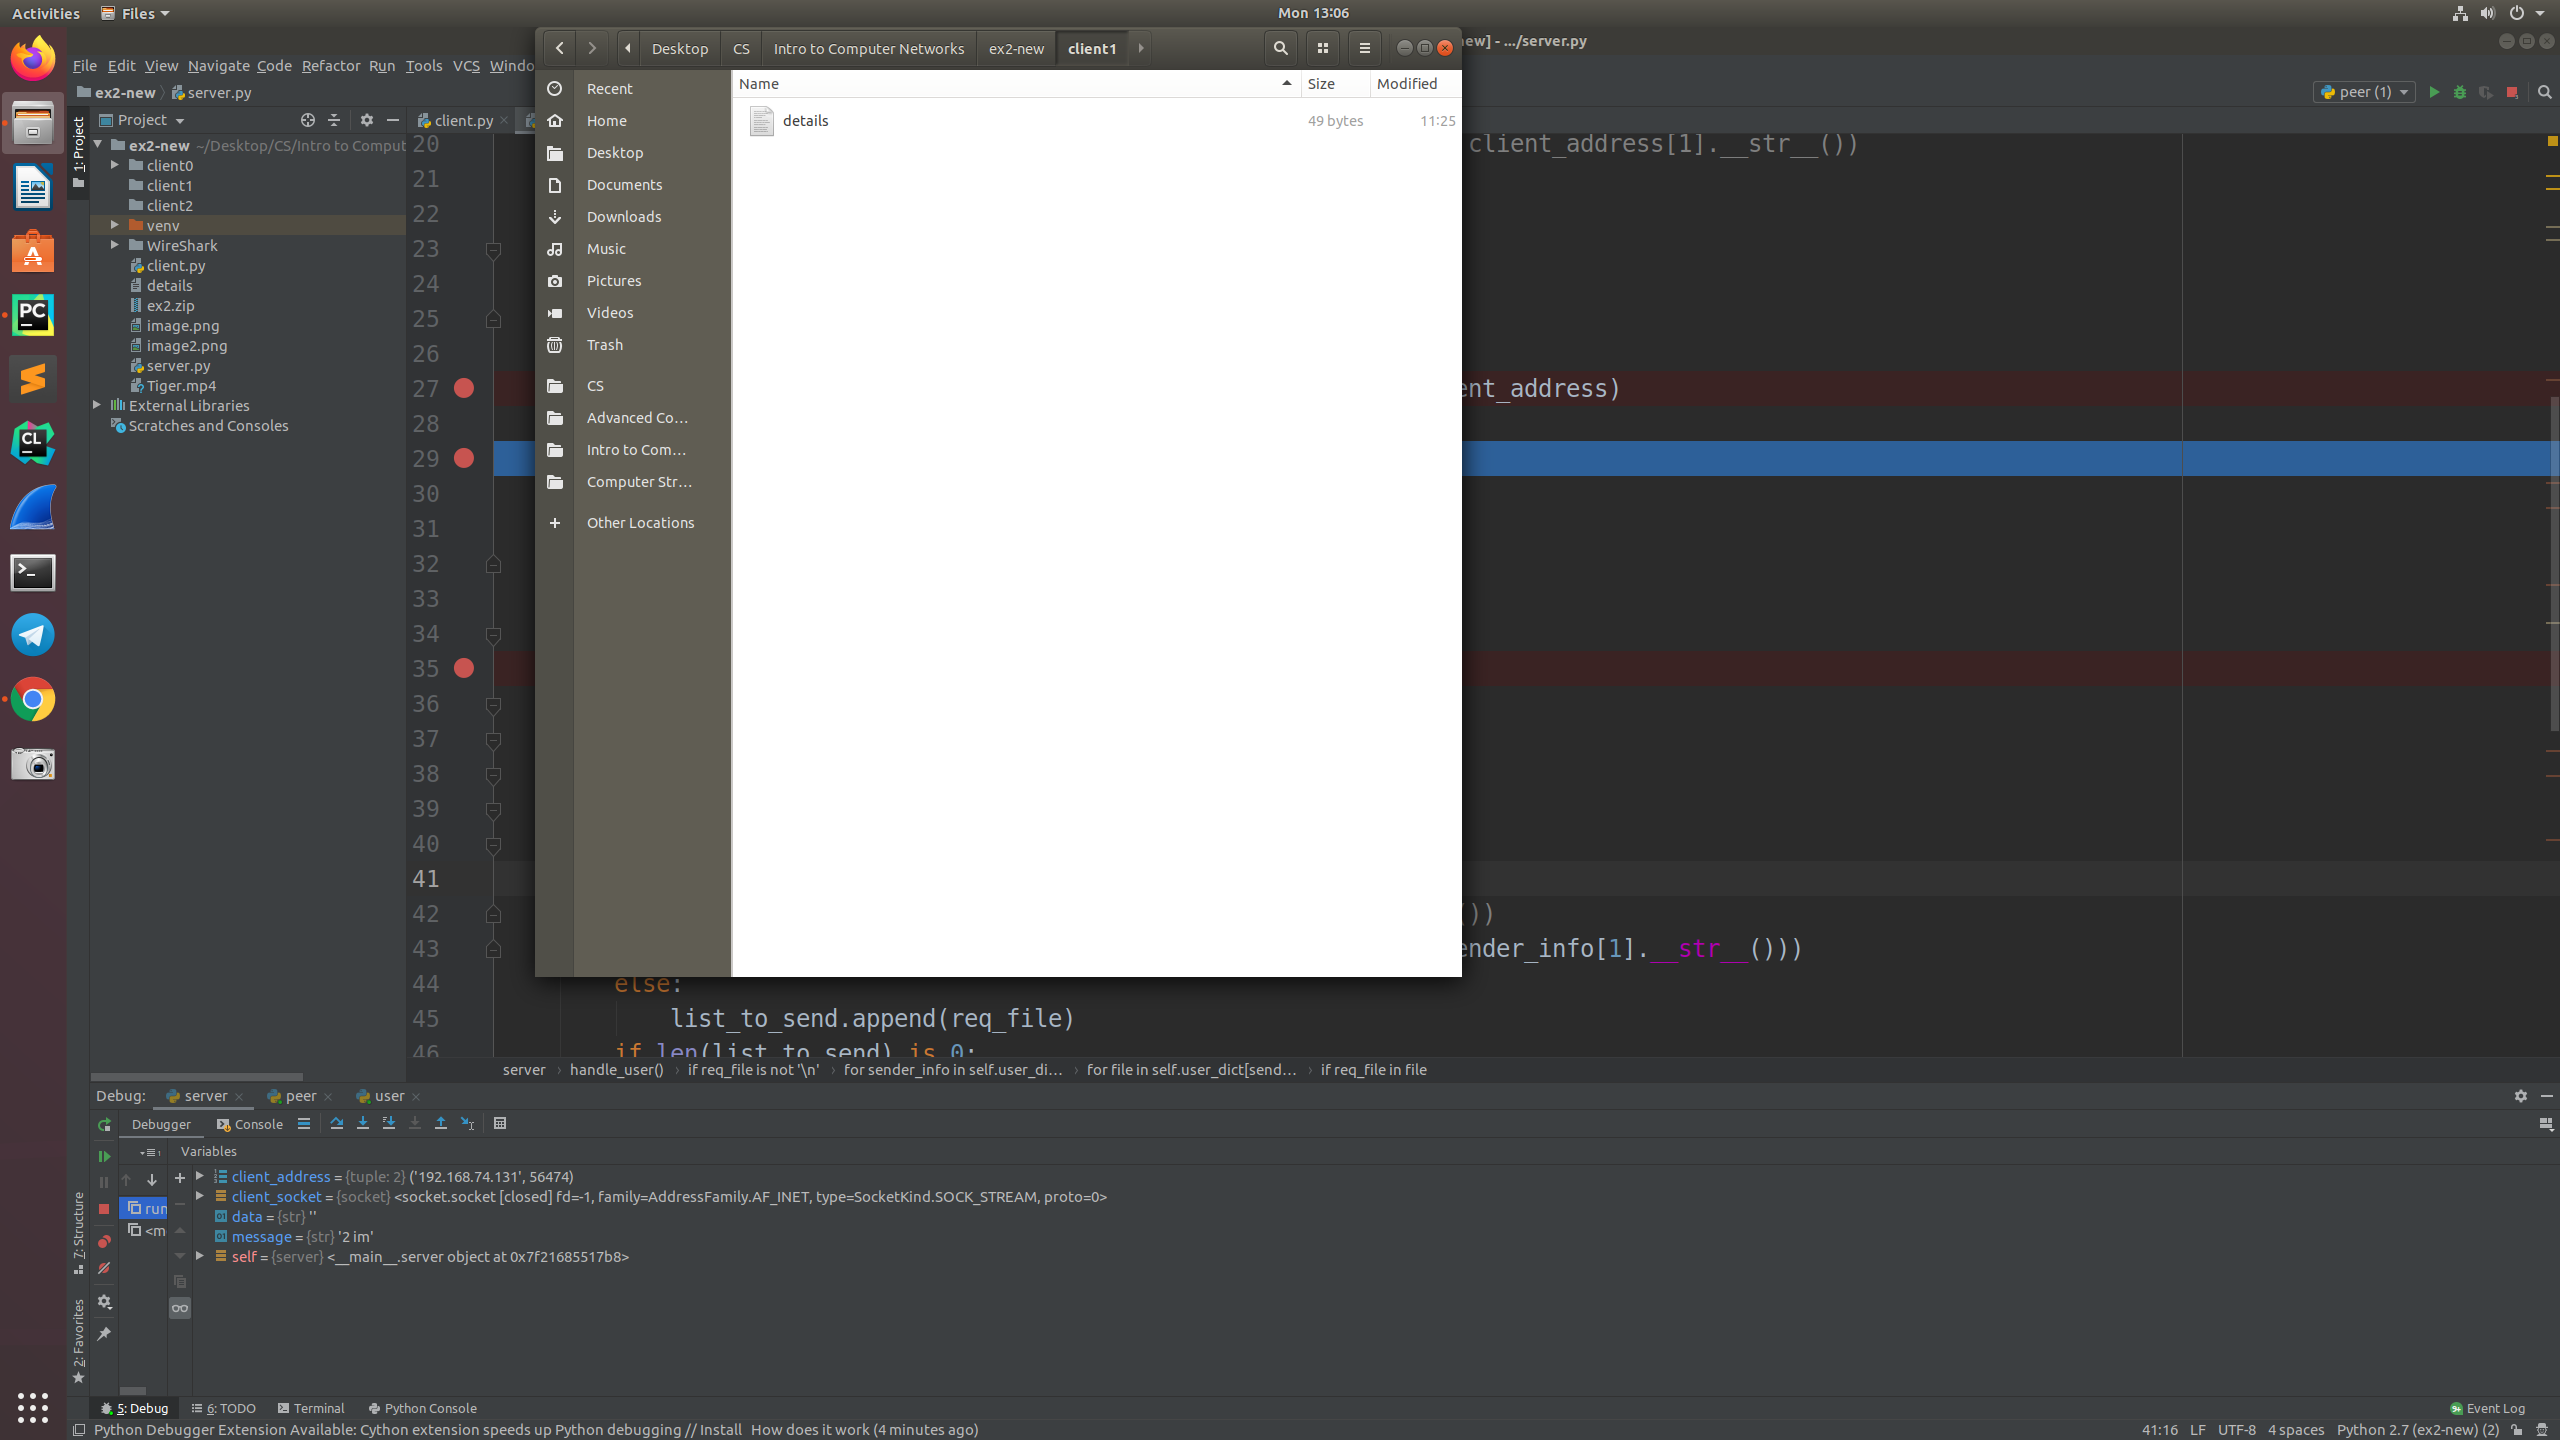 Activities Files Mon 13:06
Desktop CS Intro to Computer Networks ex2-new client1
new] - .../server.py
File Edit View Navigate Code Refactor Run Tools VCS Windo
ex2-new server.py
peer (1)
1: Project
Project
client.py
ex2-new ~/Desktop/CS/Intro to Comput
client0
client1
client2
venv
WireShark
client.py
details
ex2.zip
image.png
image2.png
server.py
Tiger.mp4
External Libraries
Scratches and Consoles
Recent
Home
Desktop
Documents
Downloads
Music
Pictures
Videos
Trash
CS
Advanced Co...
Intro to Com...
Computer Str...
Other Locations
Name Size Modified
details 49 bytes 11:25
20 client_address[1].__str__())
21
22
23
24
25
26
27 ent_address)
28
29
30
31
32
33
34
35
36
37
38
39
40
41
42 ())
43 ender_info[1].__str__()))
44 else:
45 list_to_send.append(req_file)
46 if len(list_to_send) is 0:
server handle_user() if req_file is not '\n' for sender_info in self.user_di... for file in self.user_dict[send... if req_file in file
Debug: server peer user
Debugger Console
Variables
run
<m
client_address = {tuple: 2} ('192.168.74.131', 56474)
client_socket = {socket} <socket.socket [closed] fd=-1, family=AddressFamily.AF_INET, type=SocketKind.SOCK_STREAM, proto=0>
data = {str} ''
message = {str} '2 im'
self = {server} <__main__.server object at 0x7f21685517b8>
7: Structure
2: Favorites
5: Debug 6: TODO Terminal Python Console Event Log
Python Debugger Extension Available: Cython extension speeds up Python debugging // Install How does it work (4 minutes ago)
41:16 LF UTF-8 4 spaces Python 2.7 (ex2-new) (2)